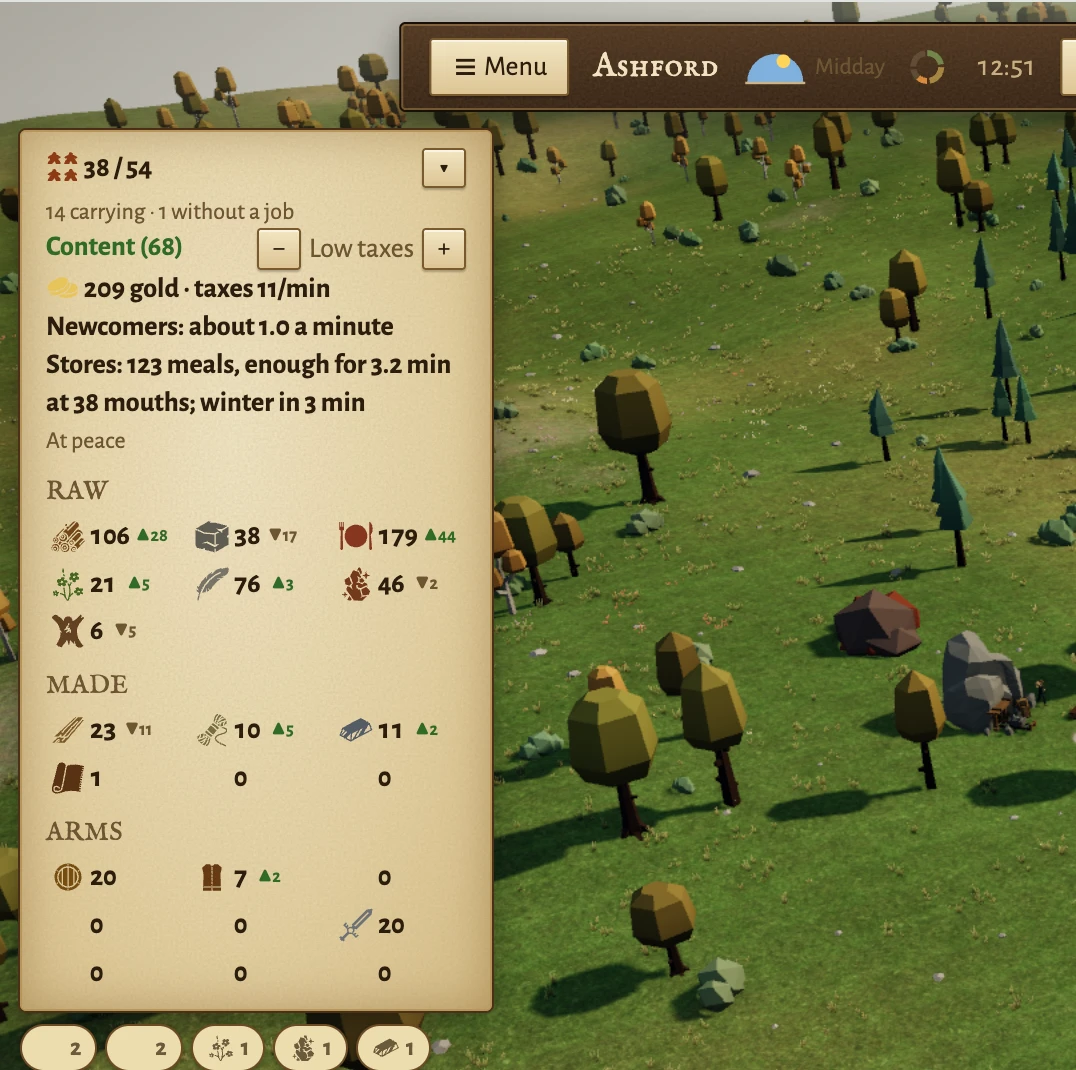 ☰ Menu ASHFORD Midday 12:51
38 / 54 ▼
14 carrying · 1 without a job
Content (68) − Low taxes +
209 gold · taxes 11/min
Newcomers: about 1.0 a minute
Stores: 123 meals, enough for 3.2 min
at 38 mouths; winter in 3 min
At peace
RAW
106 ▲28 38 ▼17 179 ▲44
21 ▲5 76 ▲3 46 ▼2
6 ▼5
MADE
23 ▼11 10 ▲5 11 ▲2
1 0 0
ARMS
20 7 ▲2 0
0 0 20
0 0 0
2 2 1 1 1